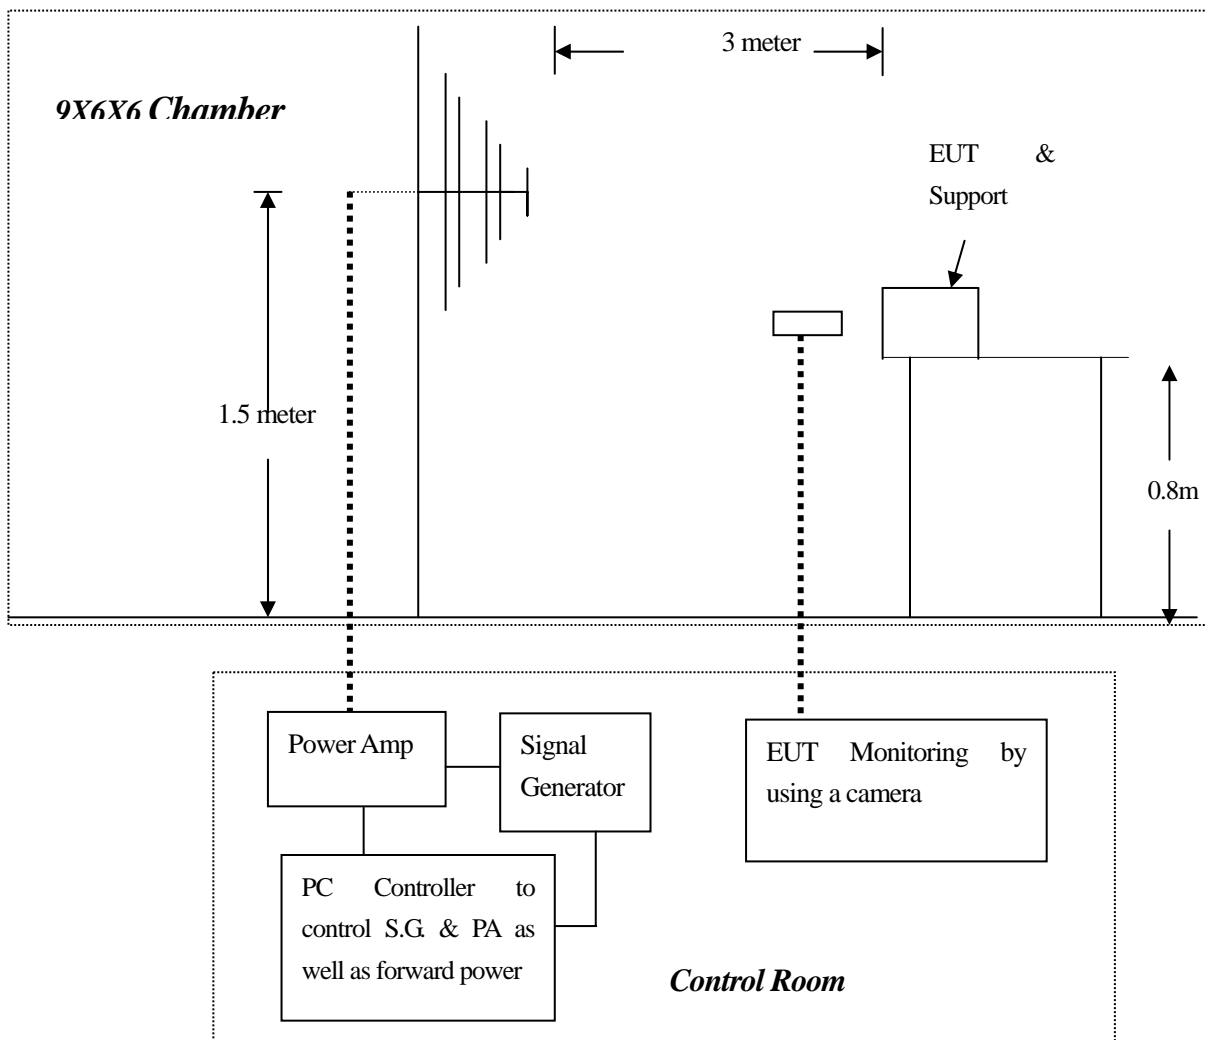 3 meter
9X6X6 Chamber
EUT &
Support
1.5 meter
0.8m
Power Amp
Signal
Generator
EUT Monitoring by
using a camera
PC Controller to
control S.G. & PA as
well as forward power
Control Room